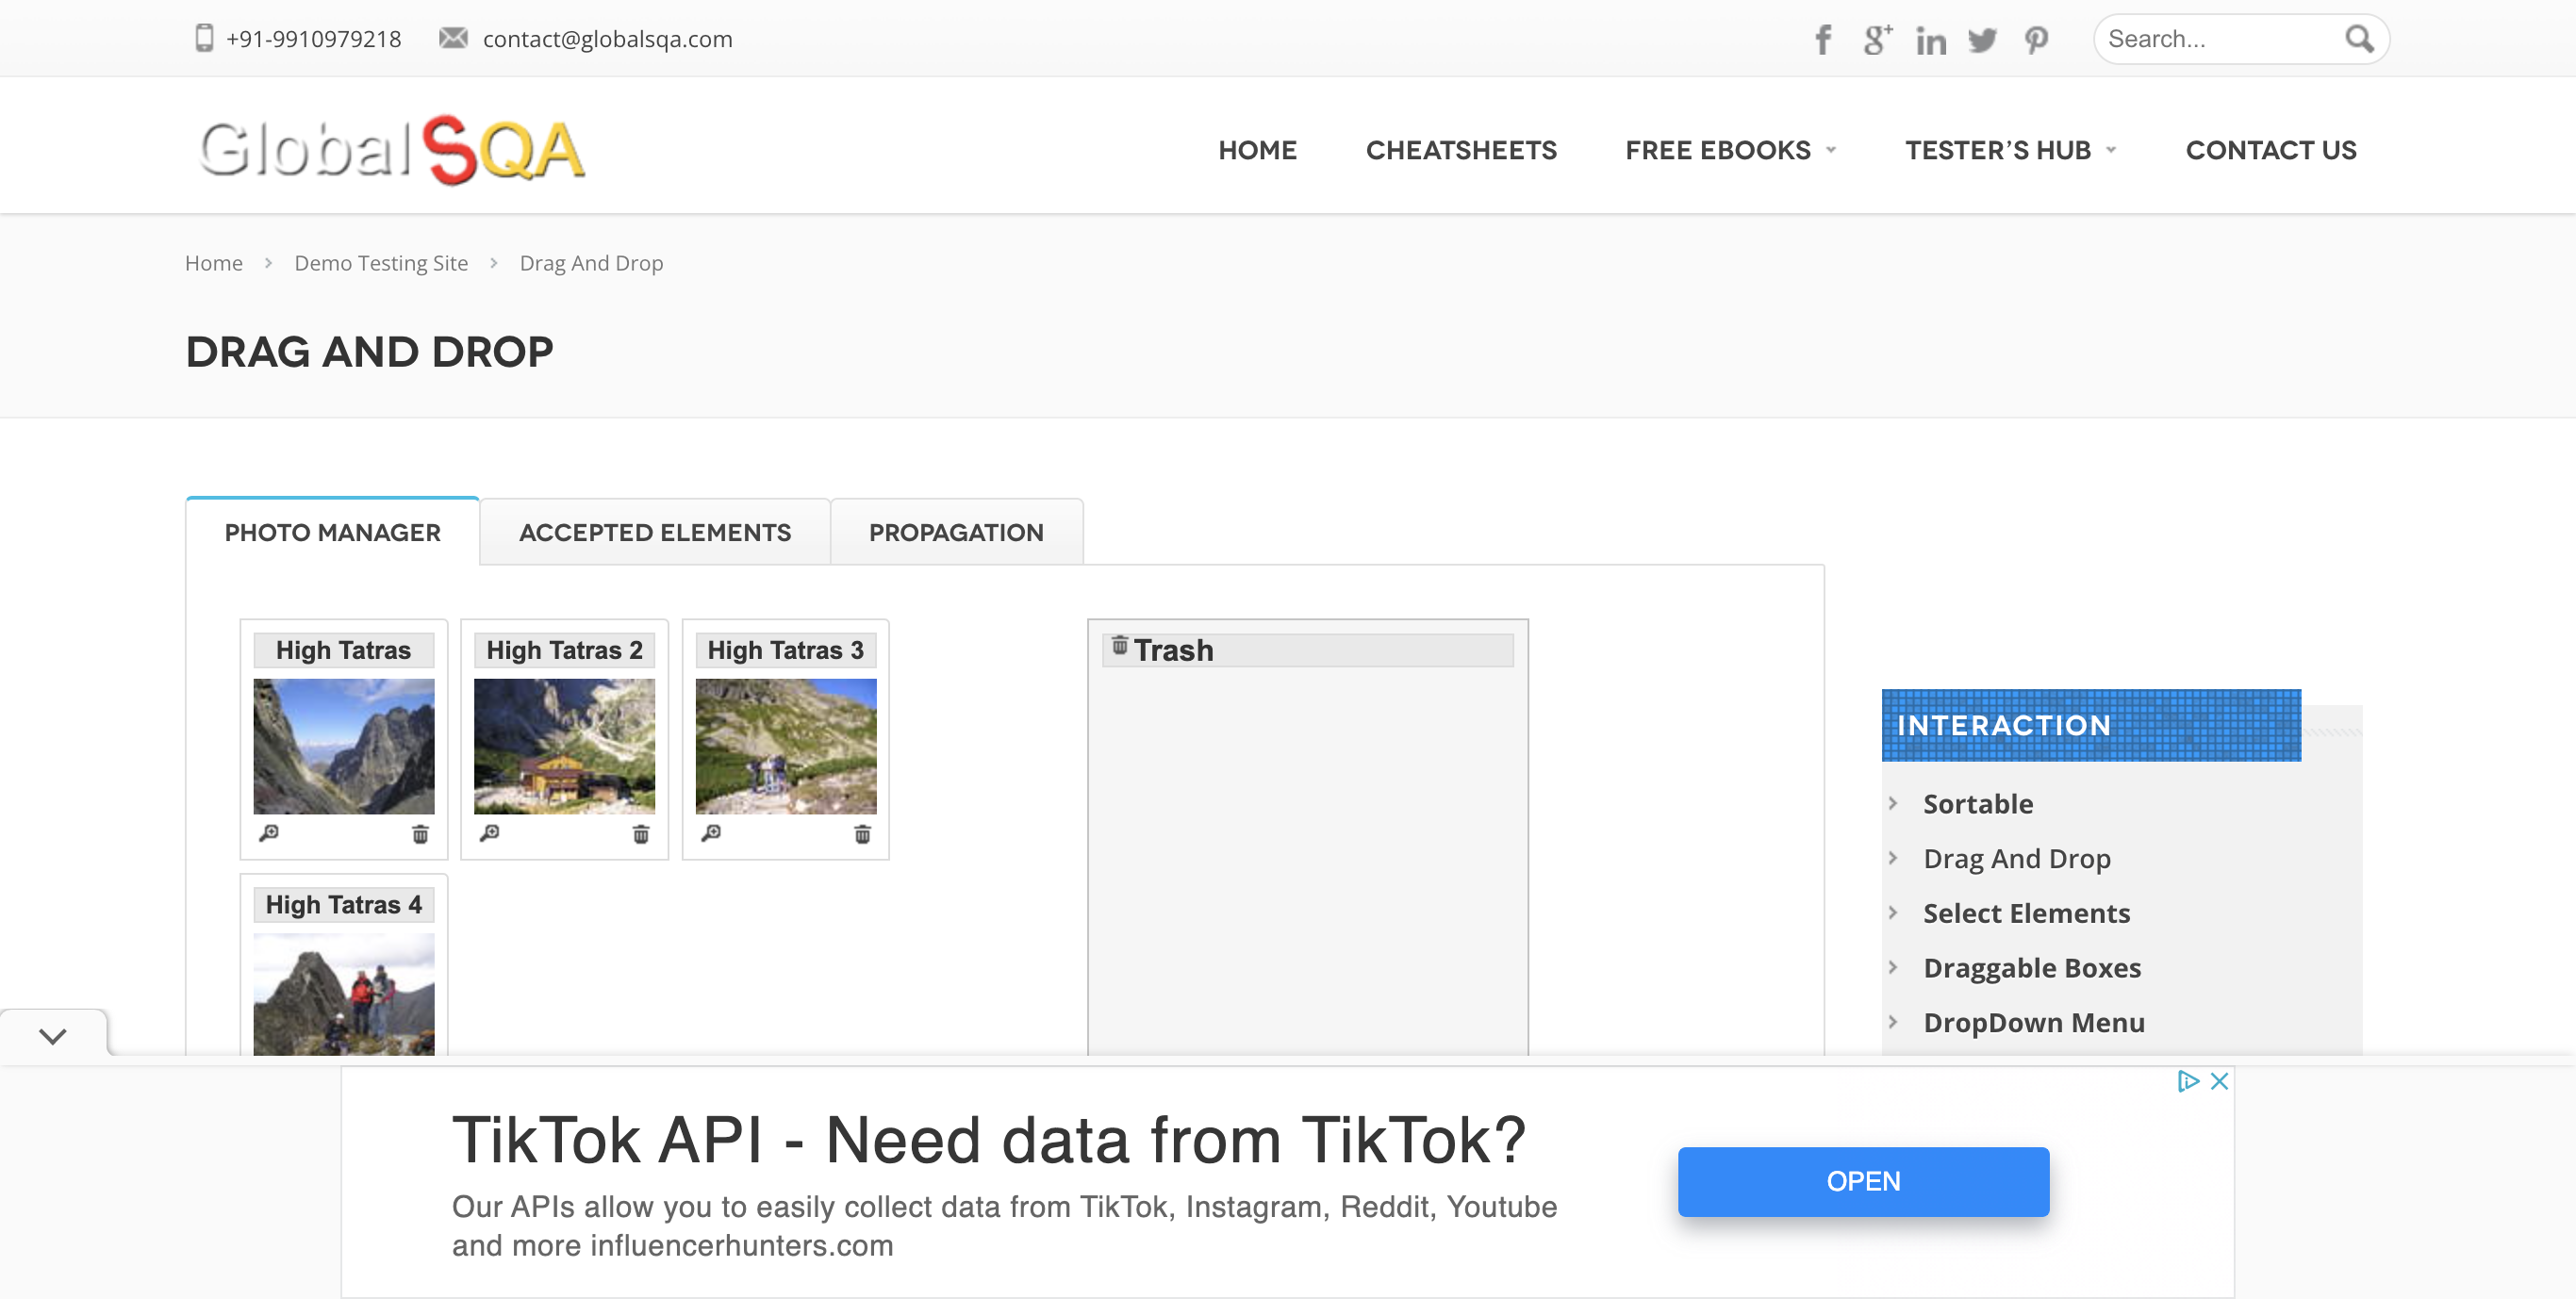 +91-9910979218 contact@globalsqa.com Search...
GlobalSQA
HOME CHEATSHEETS FREE EBOOKS TESTER’S HUB CONTACT US
Home Demo Testing Site Drag And Drop
DRAG AND DROP
PHOTO MANAGER ACCEPTED ELEMENTS PROPAGATION
High Tatras High Tatras 2 High Tatras 3 Trash
High Tatras 4
INTERACTION
Sortable
Drag And Drop
Select Elements
Draggable Boxes
DropDown Menu
TikTok API - Need data from TikTok?
Our APIs allow you to easily collect data from TikTok, Instagram, Reddit, Youtube
and more influencerhunters.com
OPEN